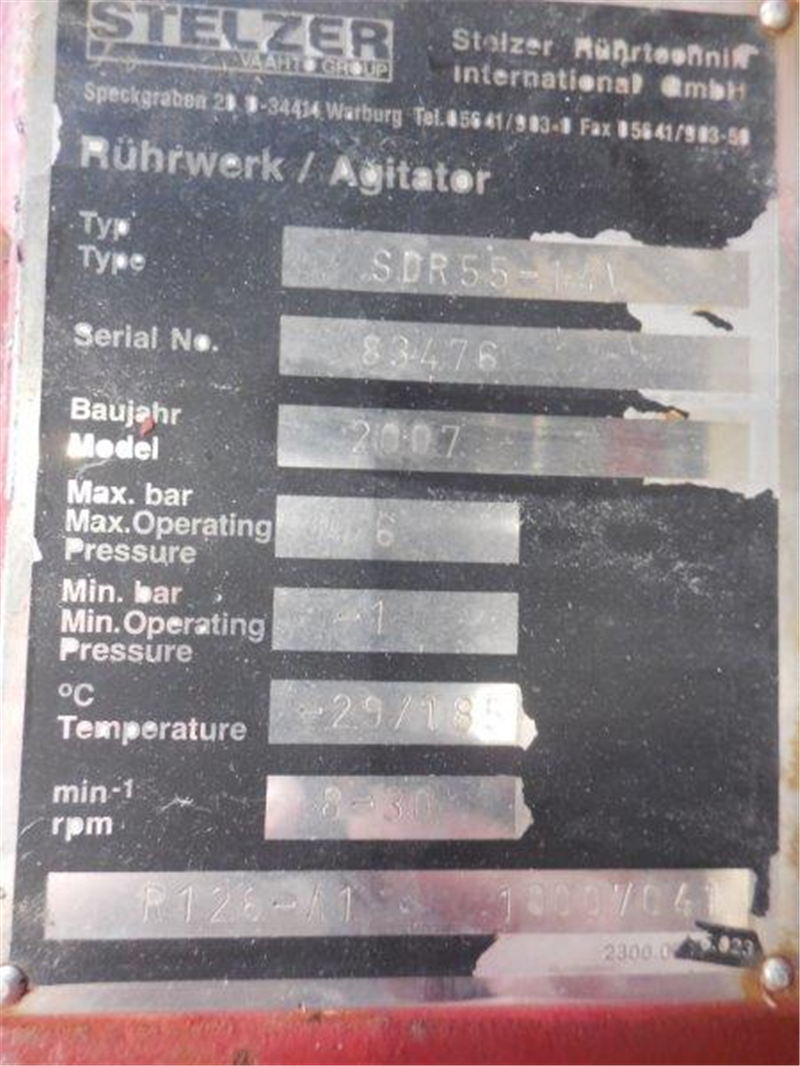 STELZER
VAAHTO GROUP
Stelzer Rührtechnik
International GmbH
Speckgraben 20 D-34414 Warburg Tel. 05641/903-0 Fax 05641/903-50
Rührwerk / Agitator
Typ
Type
SDR55-14V
Serial No.
83476
Baujahr
Model
2007
Max. bar
Max.Operating
Pressure
6
Min. bar
Min.Operating
Pressure
-1
°C
Temperature
-29/185
min-1
rpm
8-30